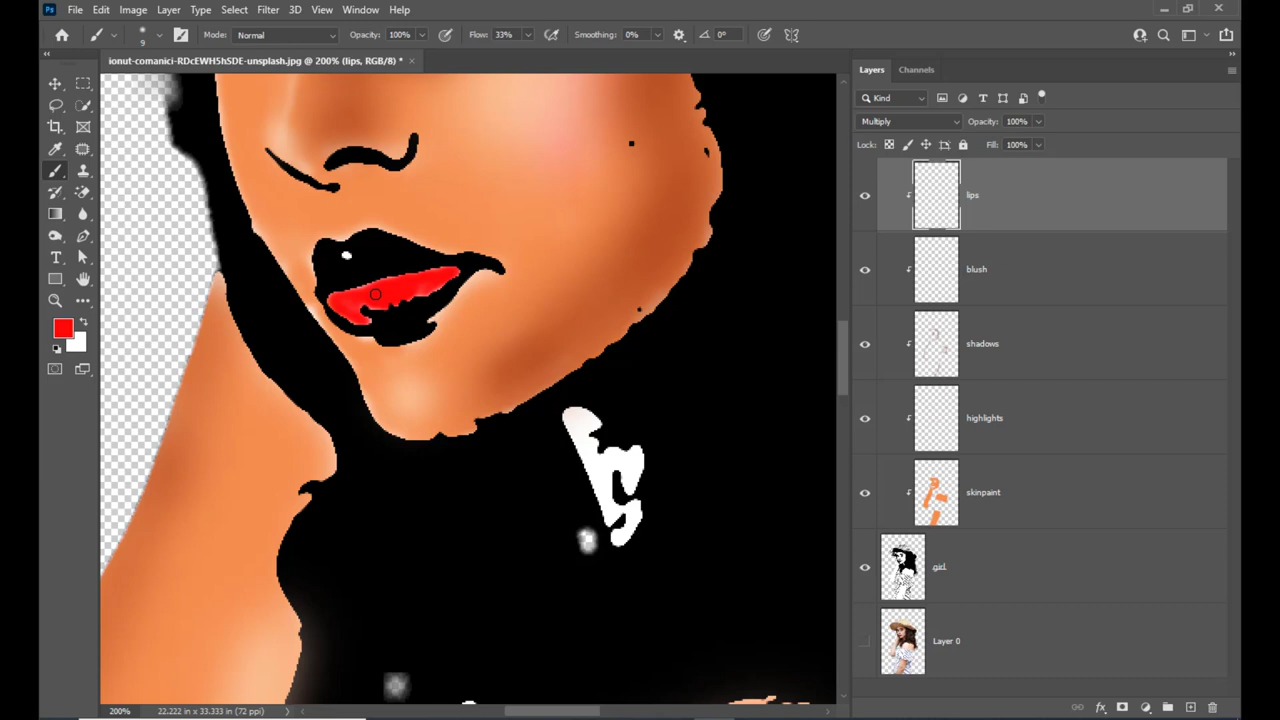 Ps File Edit Image Layer Type Select Filter 3D View Window Help
9 Mode: Normal Opacity: 100% Flow: 33% Smoothing: 0% 0°
ionut-comanici-RDcEWH5hSDE-unsplash.jpg @ 200% (lips, RGB/8) *
Layers Channels
Kind
Multiply Opacity: 100%
Lock: Fill: 100%
lips
blush
shadows
highlights
skinpaint
girl
Layer 0
200% 22.222 in x 33.333 in (72 ppi)